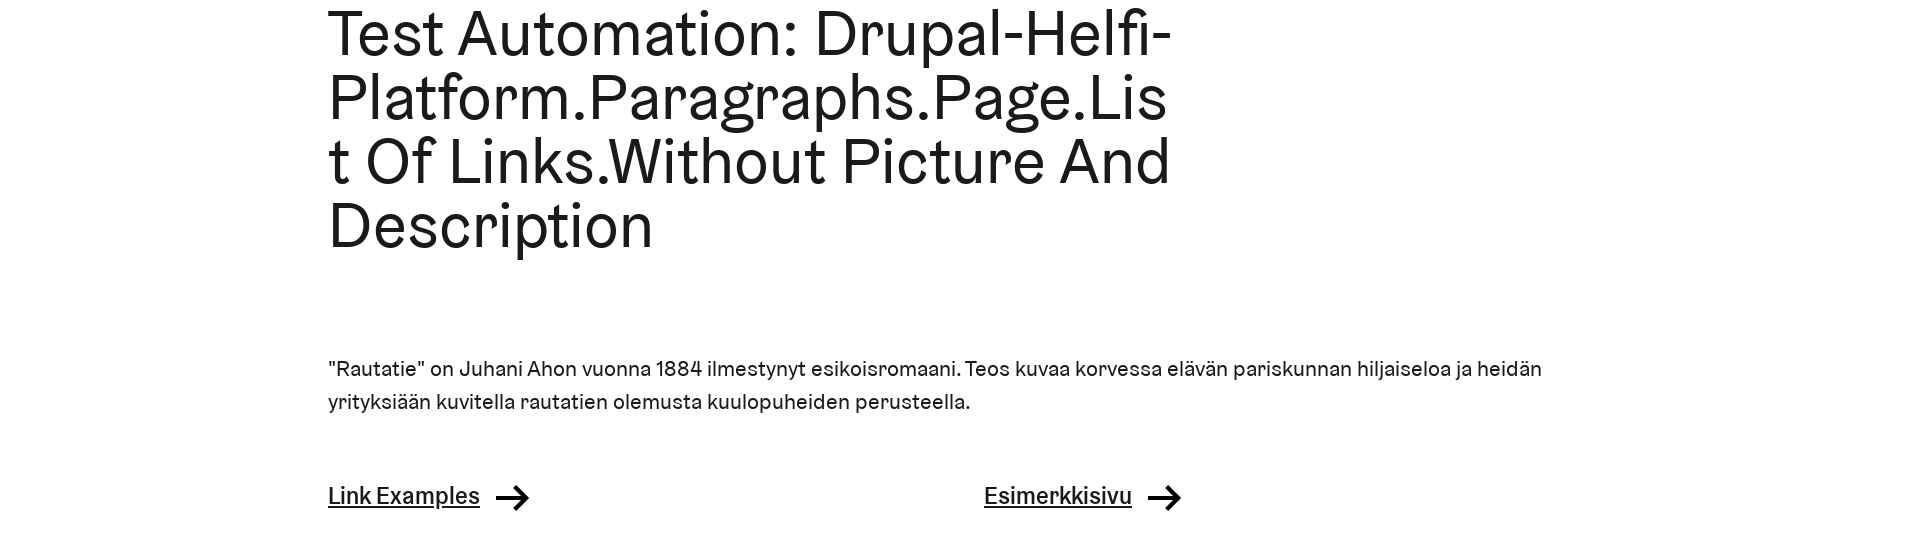 Test Automation: Drupal-Helfi-
Platform.Paragraphs.Page.Lis
t Of Links.Without Picture And
Description
"Rautatie" on Juhani Ahon vuonna 1884 ilmestynyt esikoisromaani. Teos kuvaa korvessa elävän pariskunnan hiljaiseloa ja heidän
yrityksiään kuvitella rautatien olemusta kuulopuheiden perusteella.
Link Examples
Esimerkkisivu